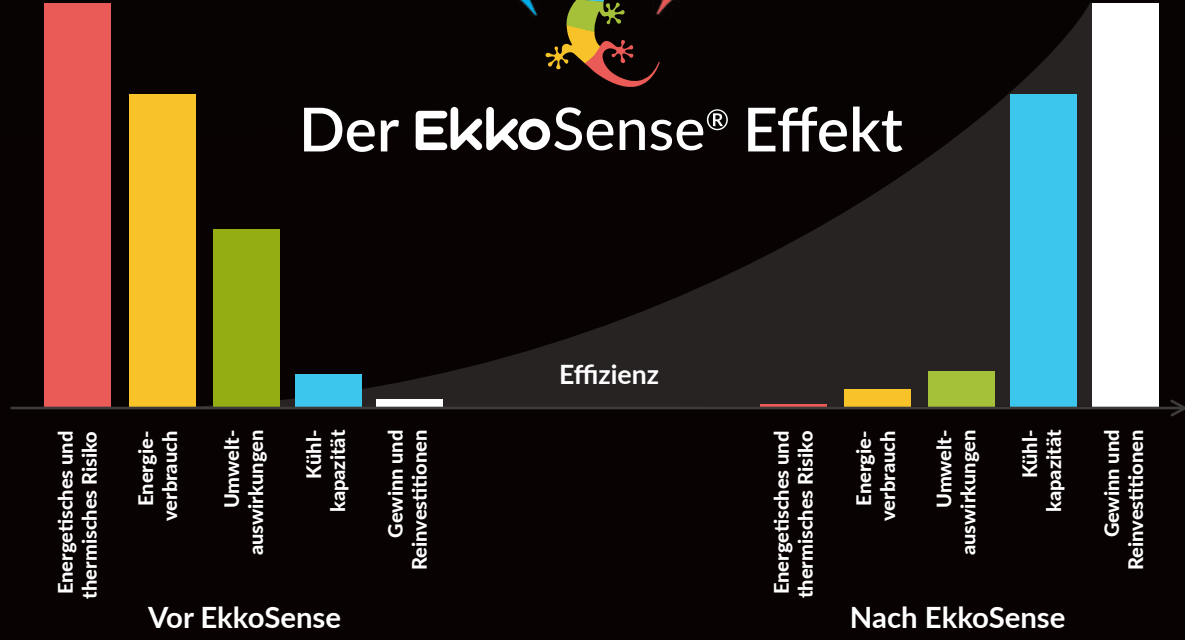 Der EkkoSense® Effekt
Effizienz
Energetisches und
thermisches Risiko
Energie-
verbrauch
Umwelt-
auswirkungen
Kühl-
kapazität
Gewinn und
Reinvestitionen
Energetisches und
thermisches Risiko
Energie-
verbrauch
Umwelt-
auswirkungen
Kühl-
kapazität
Gewinn und
Reinvestitionen
Vor EkkoSense
Nach EkkoSense